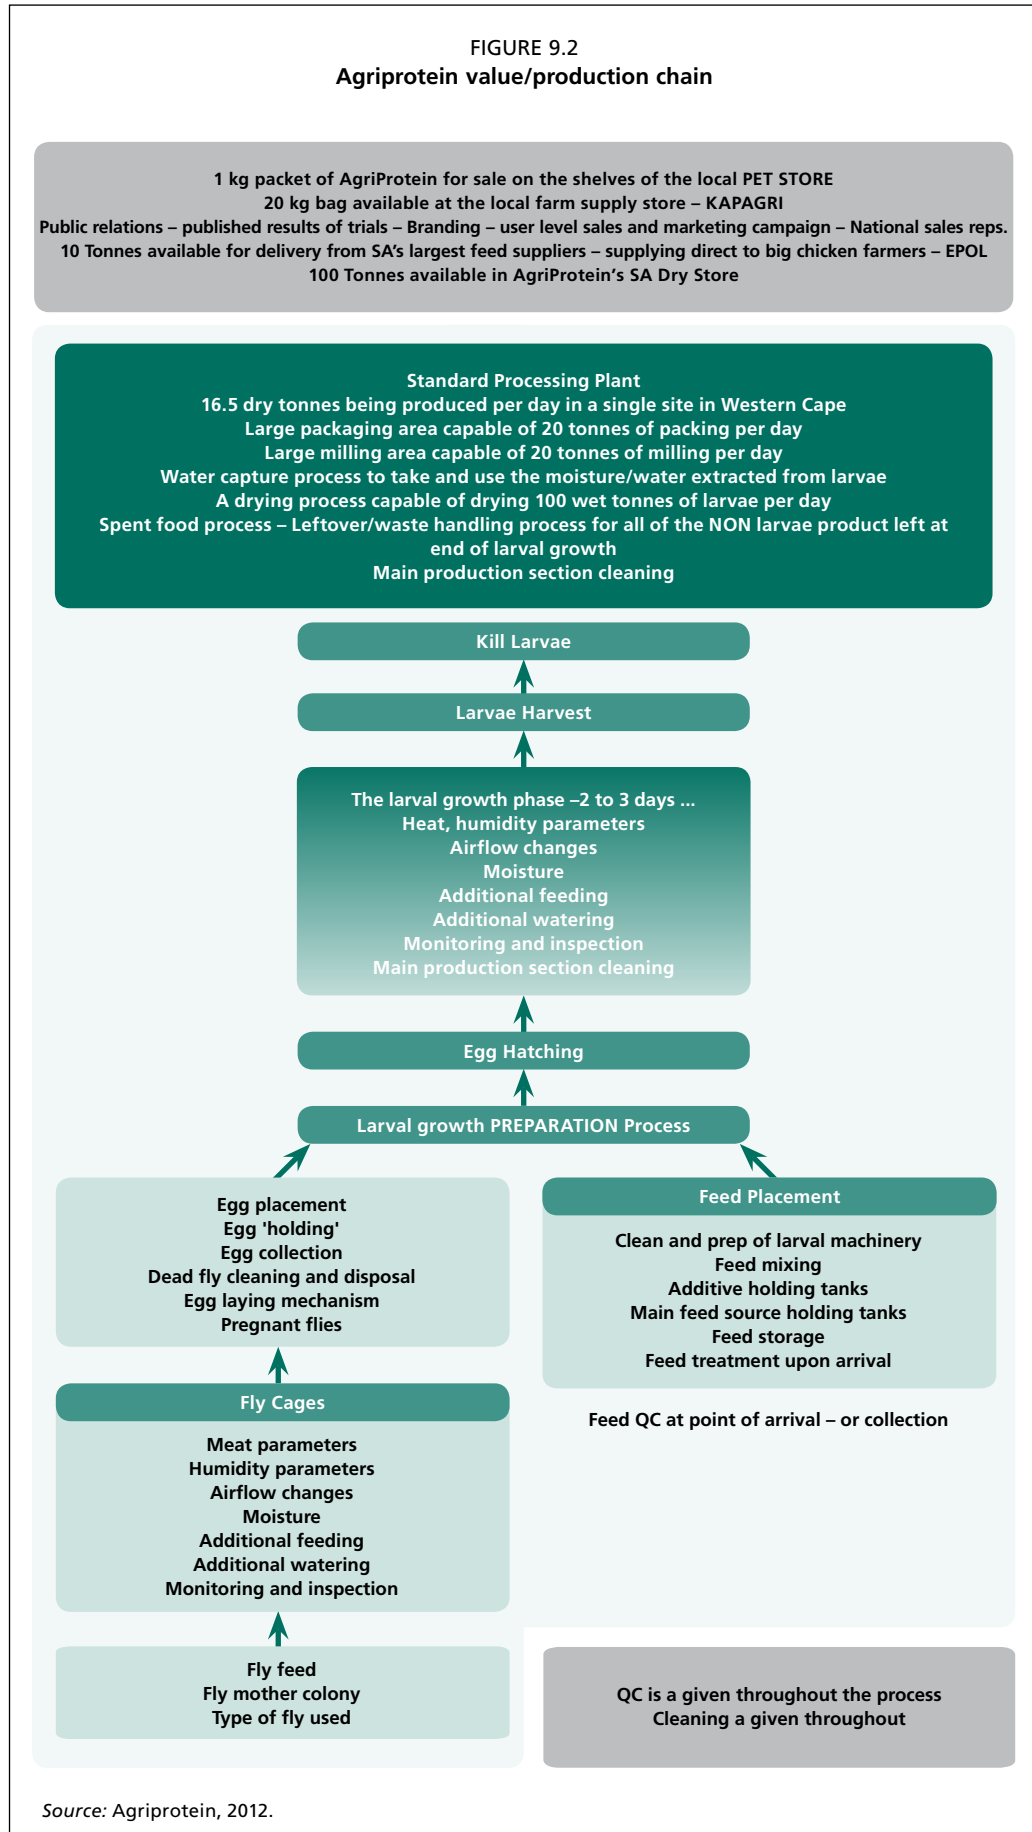 FIGURE 9.2
Agriprotein value/production chain
1 kg packet of AgriProtein for sale on the shelves of the local PET STORE
20 kg bag available at the local farm supply store – KAPAGRI
Public relations – published results of trials – Branding – user level sales and marketing campaign – National sales reps.
10 Tonnes available for delivery from SA's largest feed suppliers – supplying direct to big chicken farmers – EPOL
100 Tonnes available in AgriProtein's SA Dry Store
Standard Processing Plant
16.5 dry tonnes being produced per day in a single site in Western Cape
Large packaging area capable of 20 tonnes of packing per day
Large milling area capable of 20 tonnes of milling per day
Water capture process to take and use the moisture/water extracted from larvae
A drying process capable of drying 100 wet tonnes of larvae per day
Spent food process – Leftover/waste handling process for all of the NON larvae product left at
end of larval growth
Main production section cleaning
Kill Larvae
Larvae Harvest
The larval growth phase –2 to 3 days ...
Heat, humidity parameters
Airflow changes
Moisture
Additional feeding
Additional watering
Monitoring and inspection
Main production section cleaning
Egg Hatching
Larval growth PREPARATION Process
Egg placement
Egg 'holding'
Egg collection
Dead fly cleaning and disposal
Egg laying mechanism
Pregnant flies
Feed Placement
Clean and prep of larval machinery
Feed mixing
Additive holding tanks
Main feed source holding tanks
Feed storage
Feed treatment upon arrival
Feed QC at point of arrival – or collection
Fly Cages
Meat parameters
Humidity parameters
Airflow changes
Moisture
Additional feeding
Additional watering
Monitoring and inspection
Fly feed
Fly mother colony
Type of fly used
QC is a given throughout the process
Cleaning a given throughout
Source: Agriprotein, 2012.